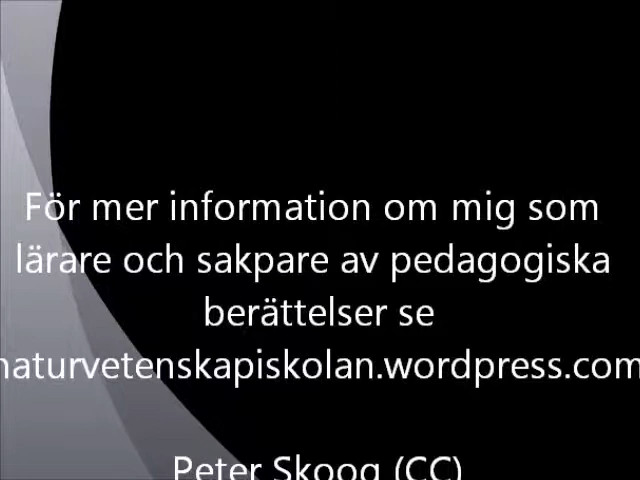 För mer information om mig som
lärare och sakpare av pedagogiska
berättelser se
naturvetenskapiskolan.wordpress.com
Peter Skoog (CC)